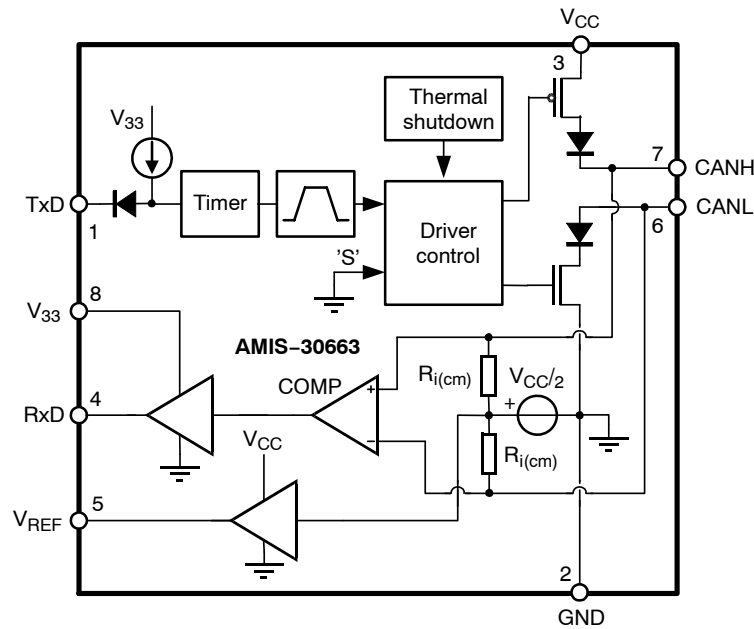 VCC
3
Thermal
shutdown
V33
7
CANH
TxD
1
Timer
Driver
control
6
CANL
'S'
V33
8
AMIS−30663
COMP
+
−
Ri(cm)
VCC/2
+
RxD
4
Ri(cm)
VCC
VREF
5
2
GND